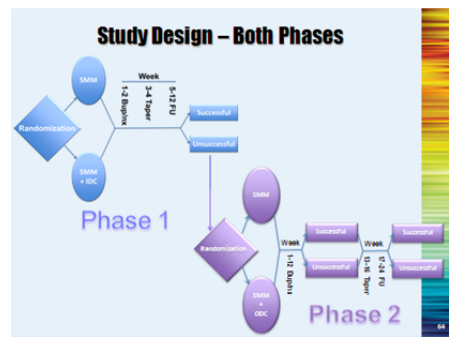 Study Design – Both Phases
SMM
Week
1-2 Bup/nx
3-4 Taper
5-12 FU
Randomization
Successful
Unsuccessful
SMM
+ IDC
Phase 1
SMM
Randomization
Week
1-12 Bup/nx
Successful
Unsuccessful
Week
13-16 Taper
17-24 FU
Successful
Unsuccessful
SMM
+
ODC
Phase 2
64